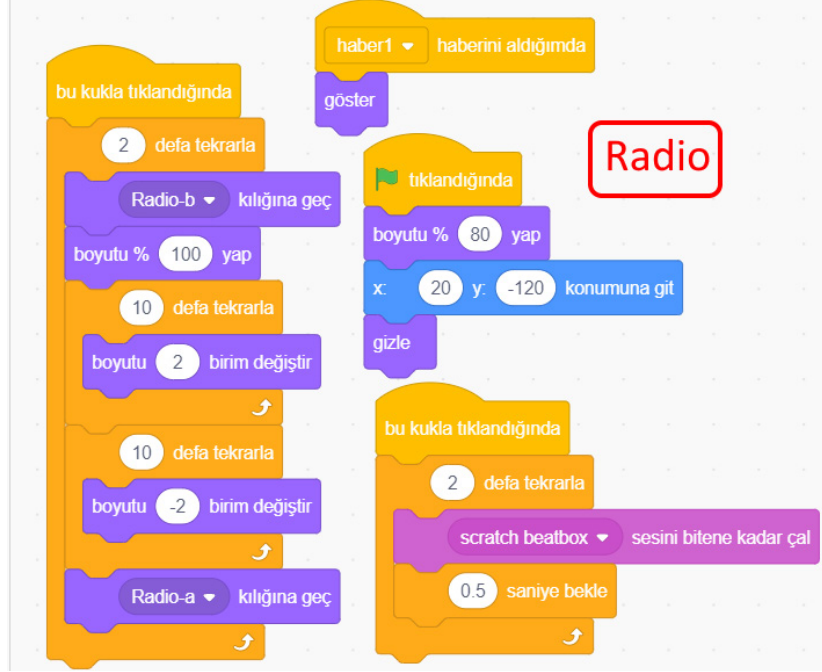 bu kukla tıklandığında
2 defa tekrarla
Radio-b kılığına geç
boyutu % 100 yap
10 defa tekrarla
boyutu 2 birim değiştir
10 defa tekrarla
boyutu -2 birim değiştir
Radio-a kılığına geç
haber1 haberini aldığımda
göster
Radio
tıklandığında
boyutu % 80 yap
x: 20 y: -120 konumuna git
gizle
bu kukla tıklandığında
2 defa tekrarla
scratch beatbox sesini bitene kadar çal
0.5 saniye bekle